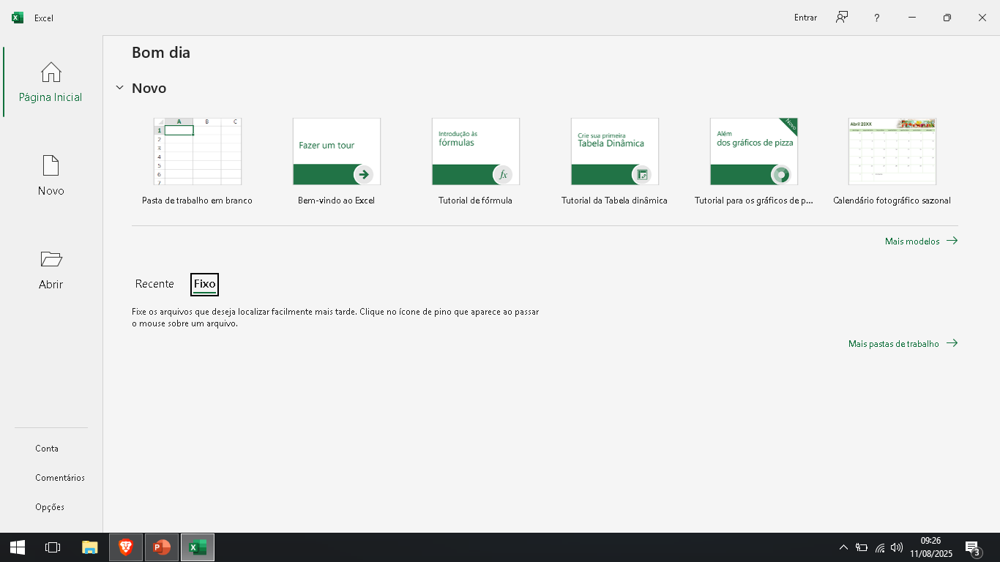 Excel
Entrar
?
Bom dia
Novo
Página Inicial
Novo
Abrir
A B C
1
2
3
4
5
6
7
Pasta de trabalho em branco
Fazer um tour
Bem-vindo ao Excel
Introdução às
fórmulas
fx
Tutorial de fórmula
Crie sua primeira
Tabela Dinâmica
Tutorial da Tabela dinâmica
Novo
Além
dos gráficos de pizza
Tutorial para os gráficos de p...
Abril 20XX
Calendário fotográfico sazonal
Mais modelos
Recente Fixo
Fixe os arquivos que deseja localizar facilmente mais tarde. Clique no ícone de pino que aparece ao passar
o mouse sobre um arquivo.
Mais pastas de trabalho
Conta
Comentários
Opções
P
X
09:26
11/08/2025
3